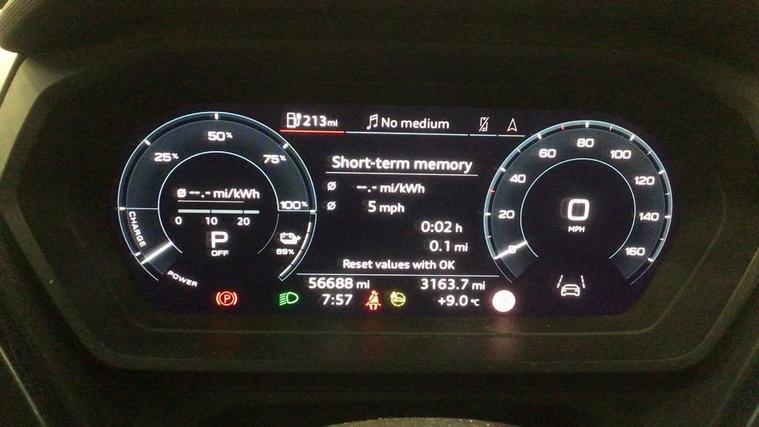 213mi
No medium
50%
25%
75%
100%
CHARGE
POWER
Ø --.- mi/kWh
0 10 20
P
OFF
89%
Short-term memory
Ø --.- mi/kWh
Ø 5 mph
0:02 h
0.1 mi
Reset values with OK
56688 mi
3163.7 mi
7:57
+9.0 °C
0
20
40
60
80
100
120
140
160
0
MPH
(P)